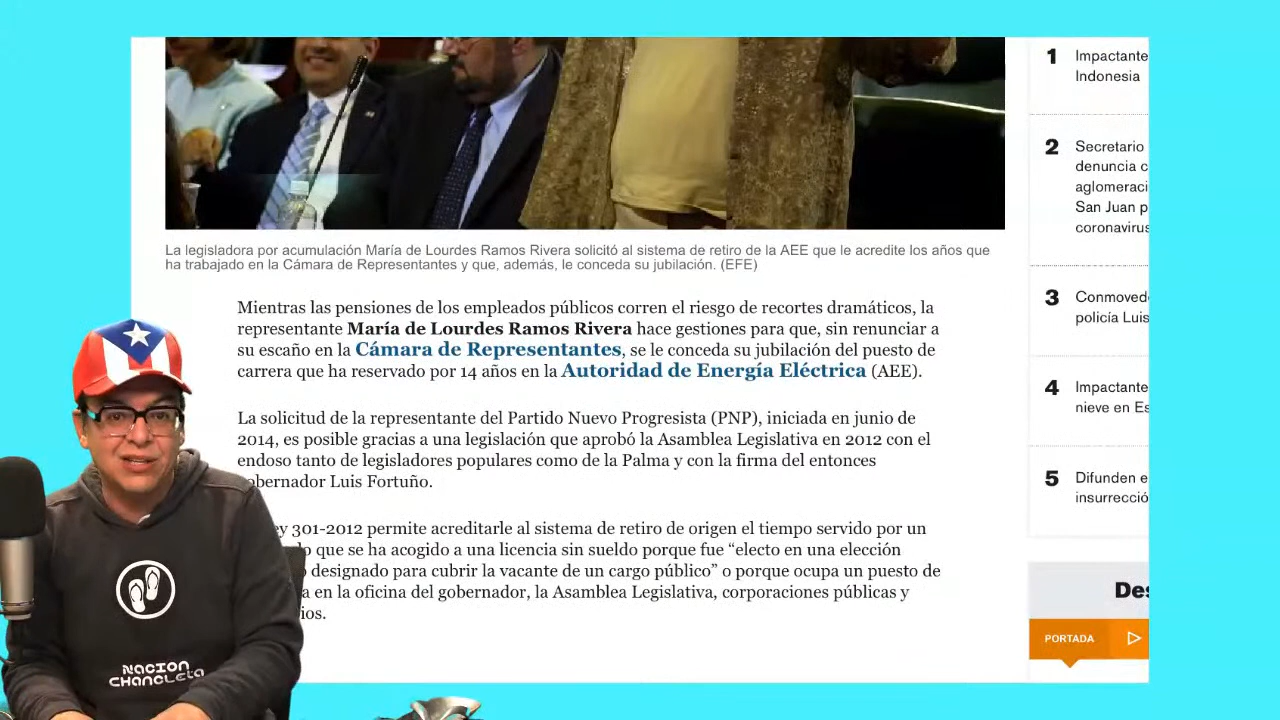 La legisladora por acumulación María de Lourdes Ramos Rivera solicitó al sistema de retiro de la AEE que le acredite los años que
ha trabajado en la Cámara de Representantes y que, además, le conceda su jubilación. (EFE)
Mientras las pensiones de los empleados públicos corren el riesgo de recortes dramáticos, la
representante María de Lourdes Ramos Rivera hace gestiones para que, sin renunciar a
su escaño en la Cámara de Representantes, se le conceda su jubilación del puesto de
carrera que ha reservado por 14 años en la Autoridad de Energía Eléctrica (AEE).
La solicitud de la representante del Partido Nuevo Progresista (PNP), iniciada en junio de
2014, es posible gracias a una legislación que aprobó la Asamblea Legislativa en 2012 con el
endoso tanto de legisladores populares como de la Palma y con la firma del entonces
obernador Luis Fortuño.
ey 301-2012 permite acreditarle al sistema de retiro de origen el tiempo servido por un
o que se ha acogido a una licencia sin sueldo porque fue “electo en una elección
o designado para cubrir la vacante de un cargo público” o porque ocupa un puesto de
a en la oficina del gobernador, la Asamblea Legislativa, corporaciones públicas y
ios.
1 Impactante
Indonesia
2 Secretario
denuncia c
aglomeraci
San Juan p
coronavirus
3 Conmoved
policía Luis
4 Impactante
nieve en Es
5 Difunden e
insurrecció
Des
PORTADA
NACION
CHANCLETA